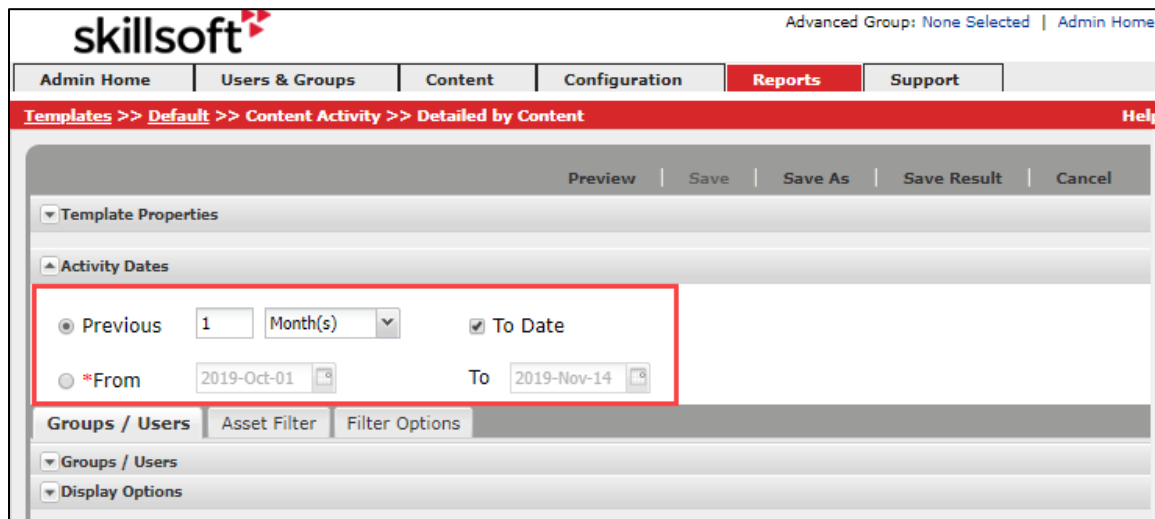 skillsoft
Advanced Group: None Selected | Admin Home
Admin Home Users & Groups Content Configuration Reports Support
Templates >> Default >> Content Activity >> Detailed by Content Help
Preview | Save | Save As | Save Result | Cancel
Template Properties
Activity Dates
Previous 1 Month(s) To Date
*From 2019-Oct-01 To 2019-Nov-14
Groups / Users Asset Filter Filter Options
Groups / Users
Display Options